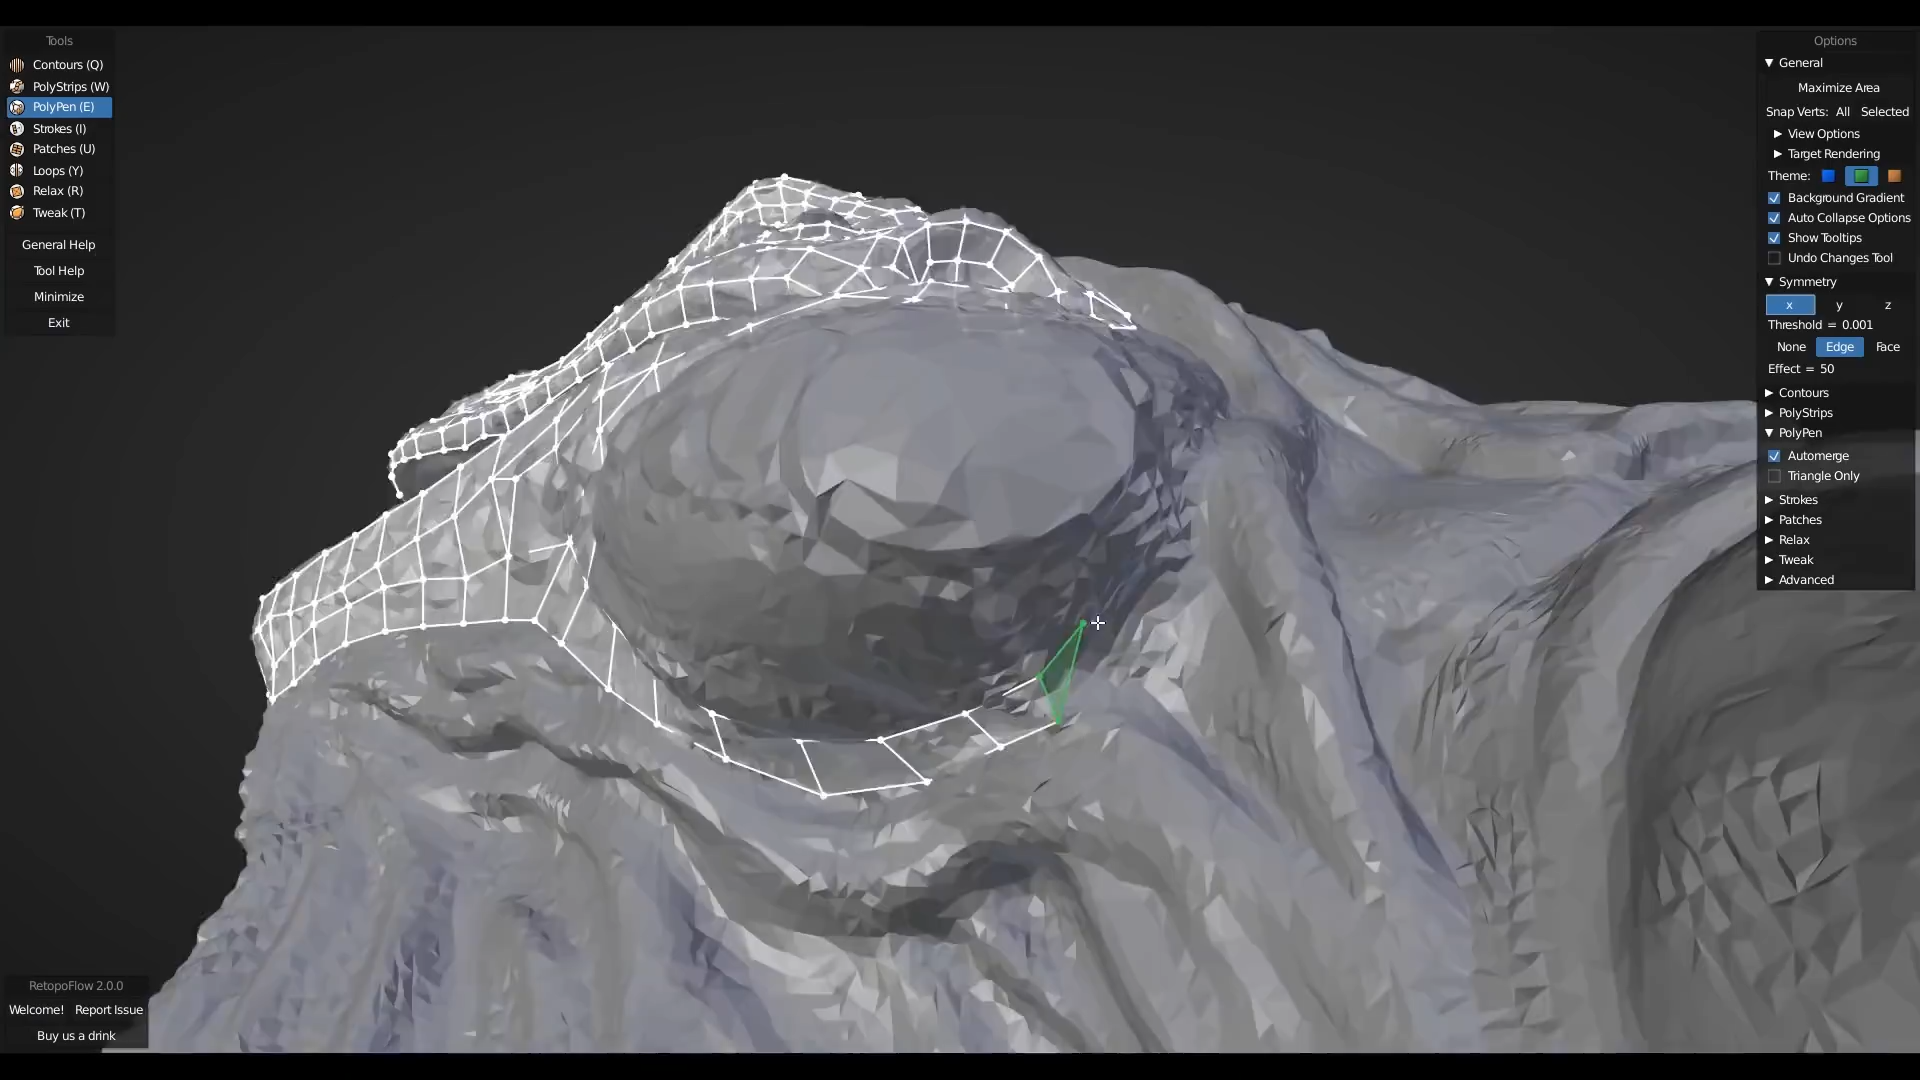 Tools
Contours (Q)
PolyStrips (W)
PolyPen (E)
Strokes (I)
Patches (U)
Loops (Y)
Relax (R)
Tweak (T)
General Help
Tool Help
Minimize
Exit
RetopoFlow 2.0.0
Welcome! Report Issue
Buy us a drink
Options
General
Maximize Area
Snap Verts: All Selected
View Options
Target Rendering
Theme:
Background Gradient
Auto Collapse Options
Show Tooltips
Undo Changes Tool
Symmetry
x y z
Threshold = 0.001
None Edge Face
Effect = 50
Contours
PolyStrips
PolyPen
Automerge
Triangle Only
Strokes
Patches
Relax
Tweak
Advanced